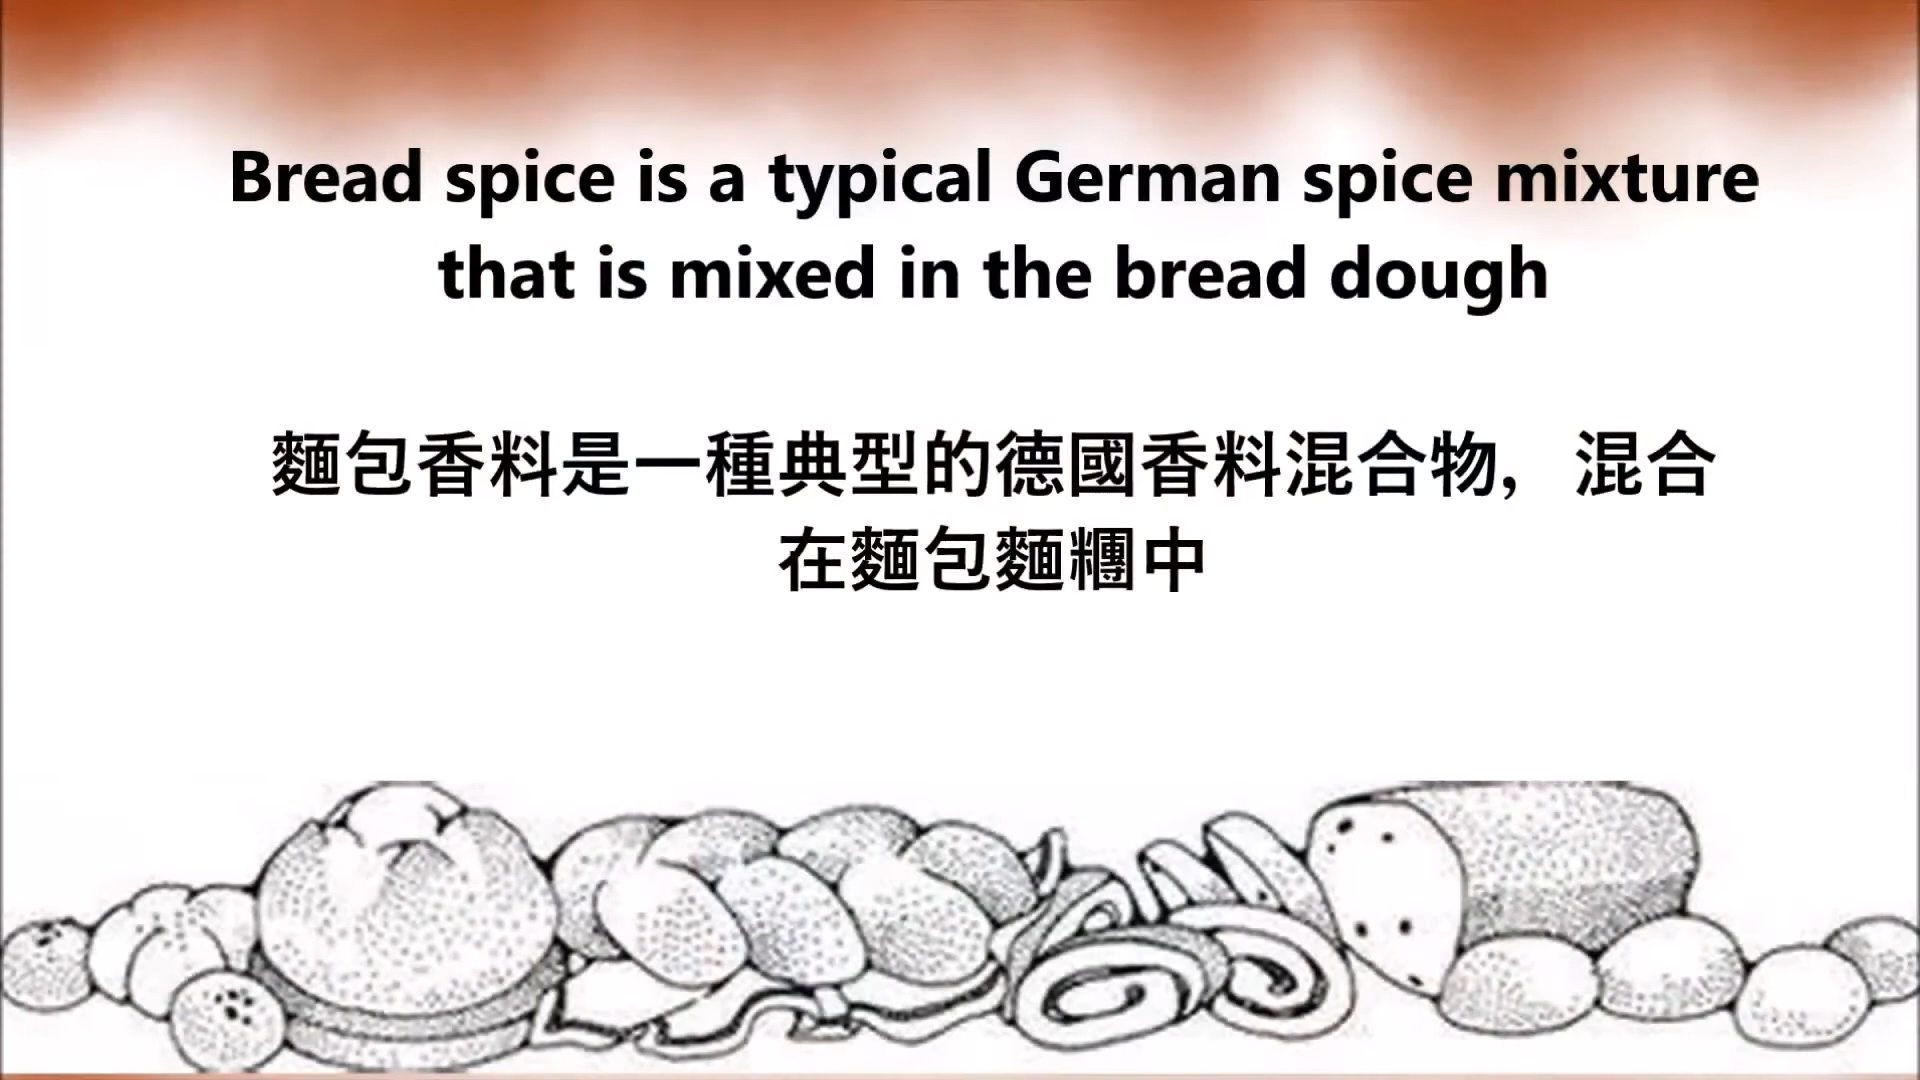 Bread spice is a typical German spice mixture
that is mixed in the bread dough
麵包香料是一種典型的德國香料混合物，混合
在麵包麵糰中